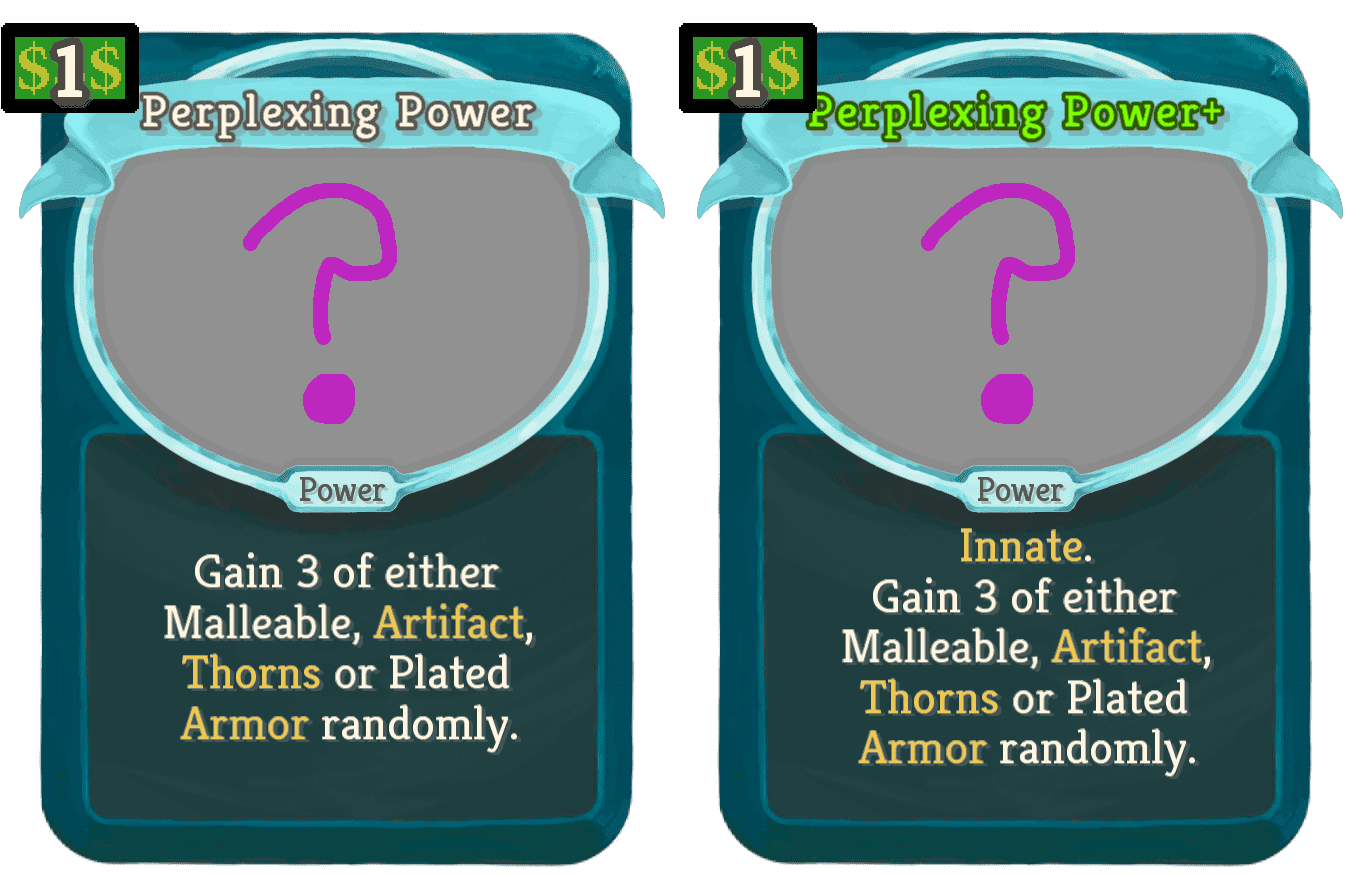 $1$
Perplexing Power
Power
Gain 3 of either
Malleable, Artifact,
Thorns or Plated
Armor randomly.
$1$
Perplexing Power+
Power
Innate.
Gain 3 of either
Malleable, Artifact,
Thorns or Plated
Armor randomly.